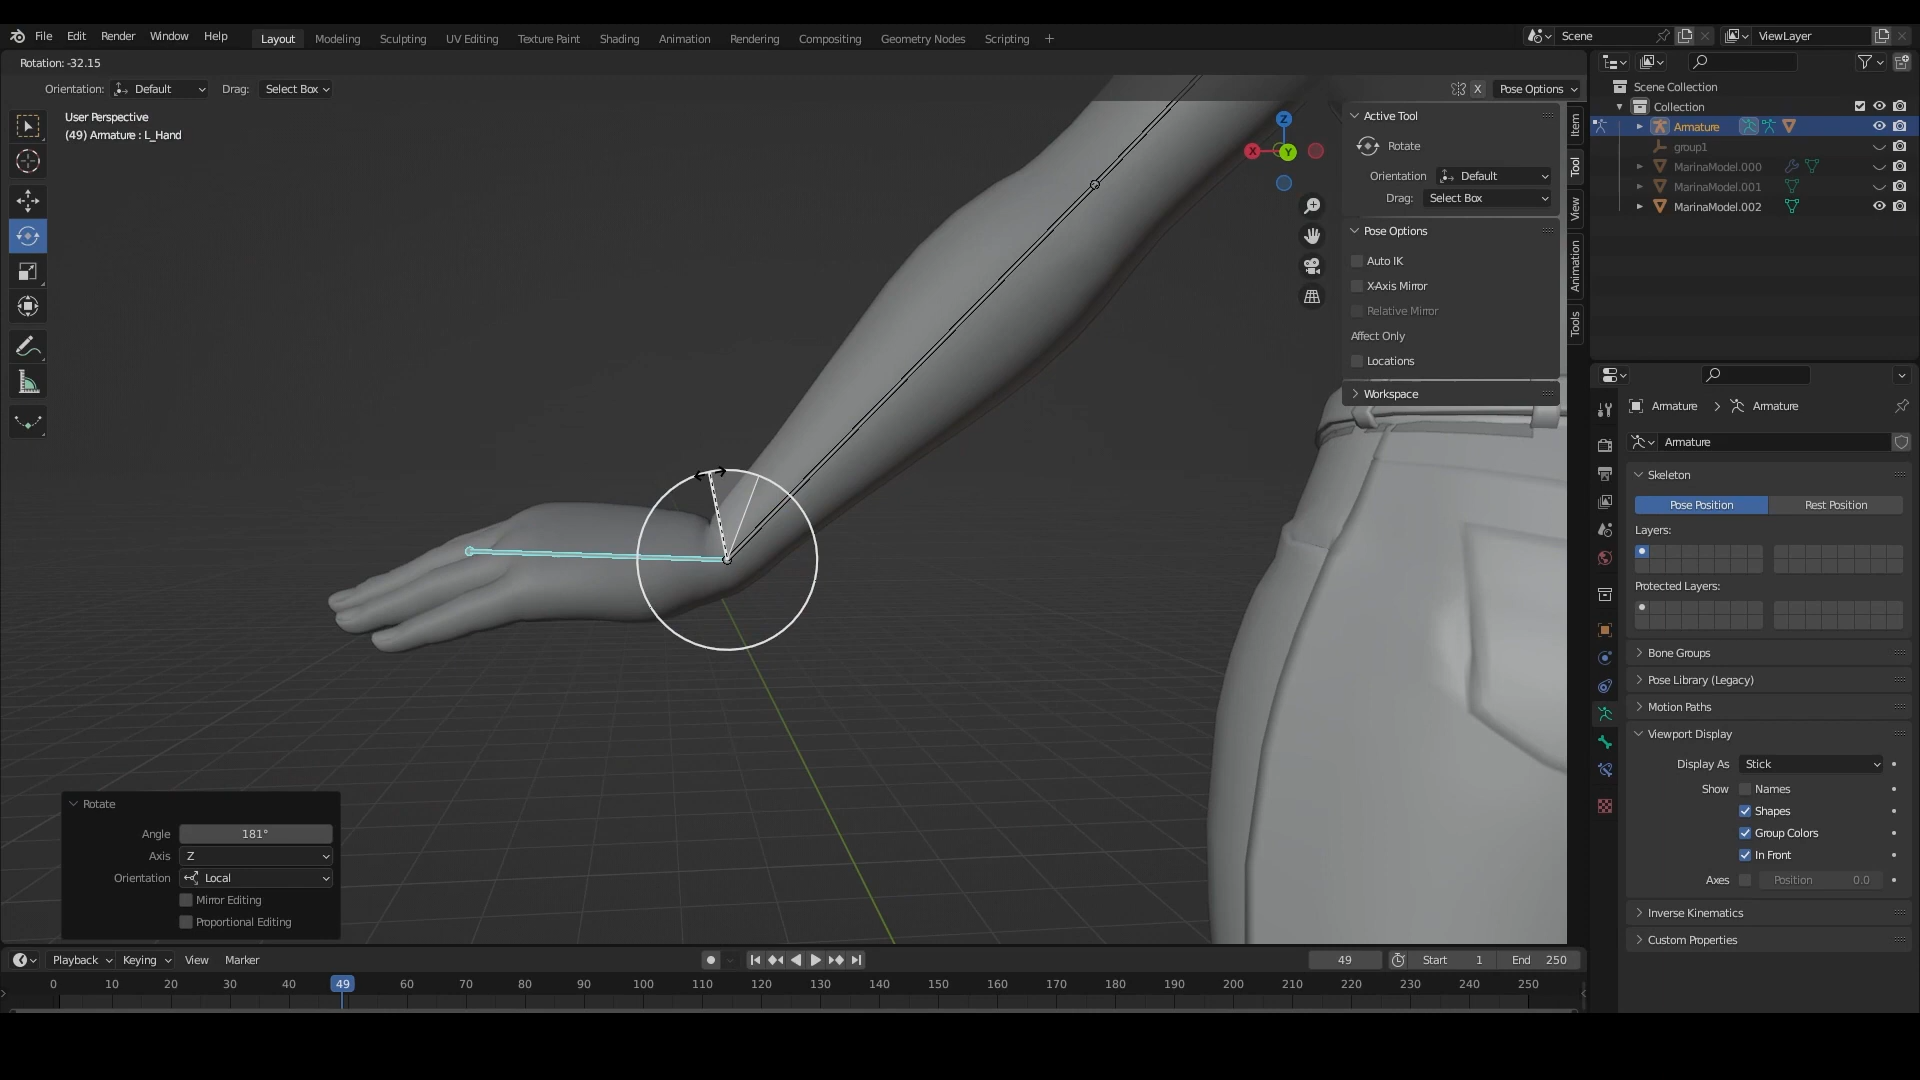 File Edit Render Window Help Layout Modeling Sculpting UV Editing Texture Paint Shading Animation Rendering Compositing Geometry Nodes Scripting + Scene ViewLayer
Rotation: -32.15
Orientation: Default Drag: Select Box X Pose Options
User Perspective
(49) Armature : L_Hand
Z
X
Y
Active Tool
Rotate
Orientation Default
Drag: Select Box
Pose Options
Auto IK
X-Axis Mirror
Relative Mirror
Affect Only
Locations
Workspace
Item
Tool
View
Animation
Tools
Scene Collection
Collection
Armature
group1
MarinaModel.000
MarinaModel.001
MarinaModel.002
Armature > Armature
Armature
Skeleton
Pose Position Rest Position
Layers:
Protected Layers:
Bone Groups
Pose Library (Legacy)
Motion Paths
Viewport Display
Display As Stick
Show Names
Shapes
Group Colors
In Front
Axes Position 0.0
Inverse Kinematics
Custom Properties
Rotate
Angle 181°
Axis Z
Orientation Local
Mirror Editing
Proportional Editing
Playback Keying View Marker 49 Start 1 End 250
0 10 20 30 40 49 60 70 80 90 100 110 120 130 140 150 160 170 180 190 200 210 220 230 240 250